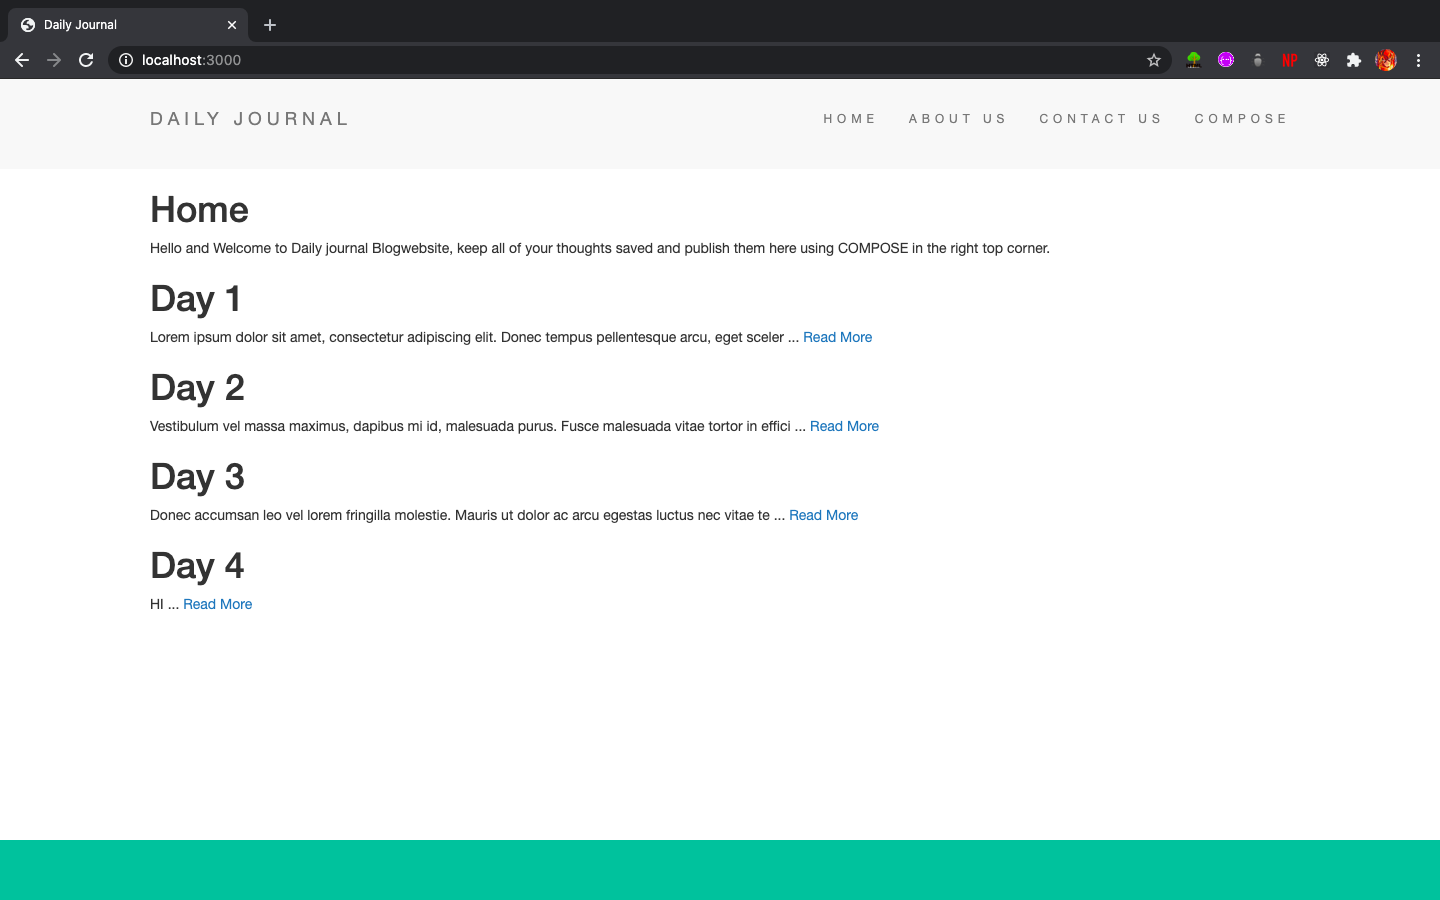 Daily Journal
localhost:3000
NP
DAILY JOURNAL
HOME ABOUT US CONTACT US COMPOSE
Home
Hello and Welcome to Daily journal Blogwebsite, keep all of your thoughts saved and publish them here using COMPOSE in the right top corner.
Day 1
Lorem ipsum dolor sit amet, consectetur adipiscing elit. Donec tempus pellentesque arcu, eget sceler ... Read More
Day 2
Vestibulum vel massa maximus, dapibus mi id, malesuada purus. Fusce malesuada vitae tortor in effici ... Read More
Day 3
Donec accumsan leo vel lorem fringilla molestie. Mauris ut dolor ac arcu egestas luctus nec vitae te ... Read More
Day 4
HI ... Read More